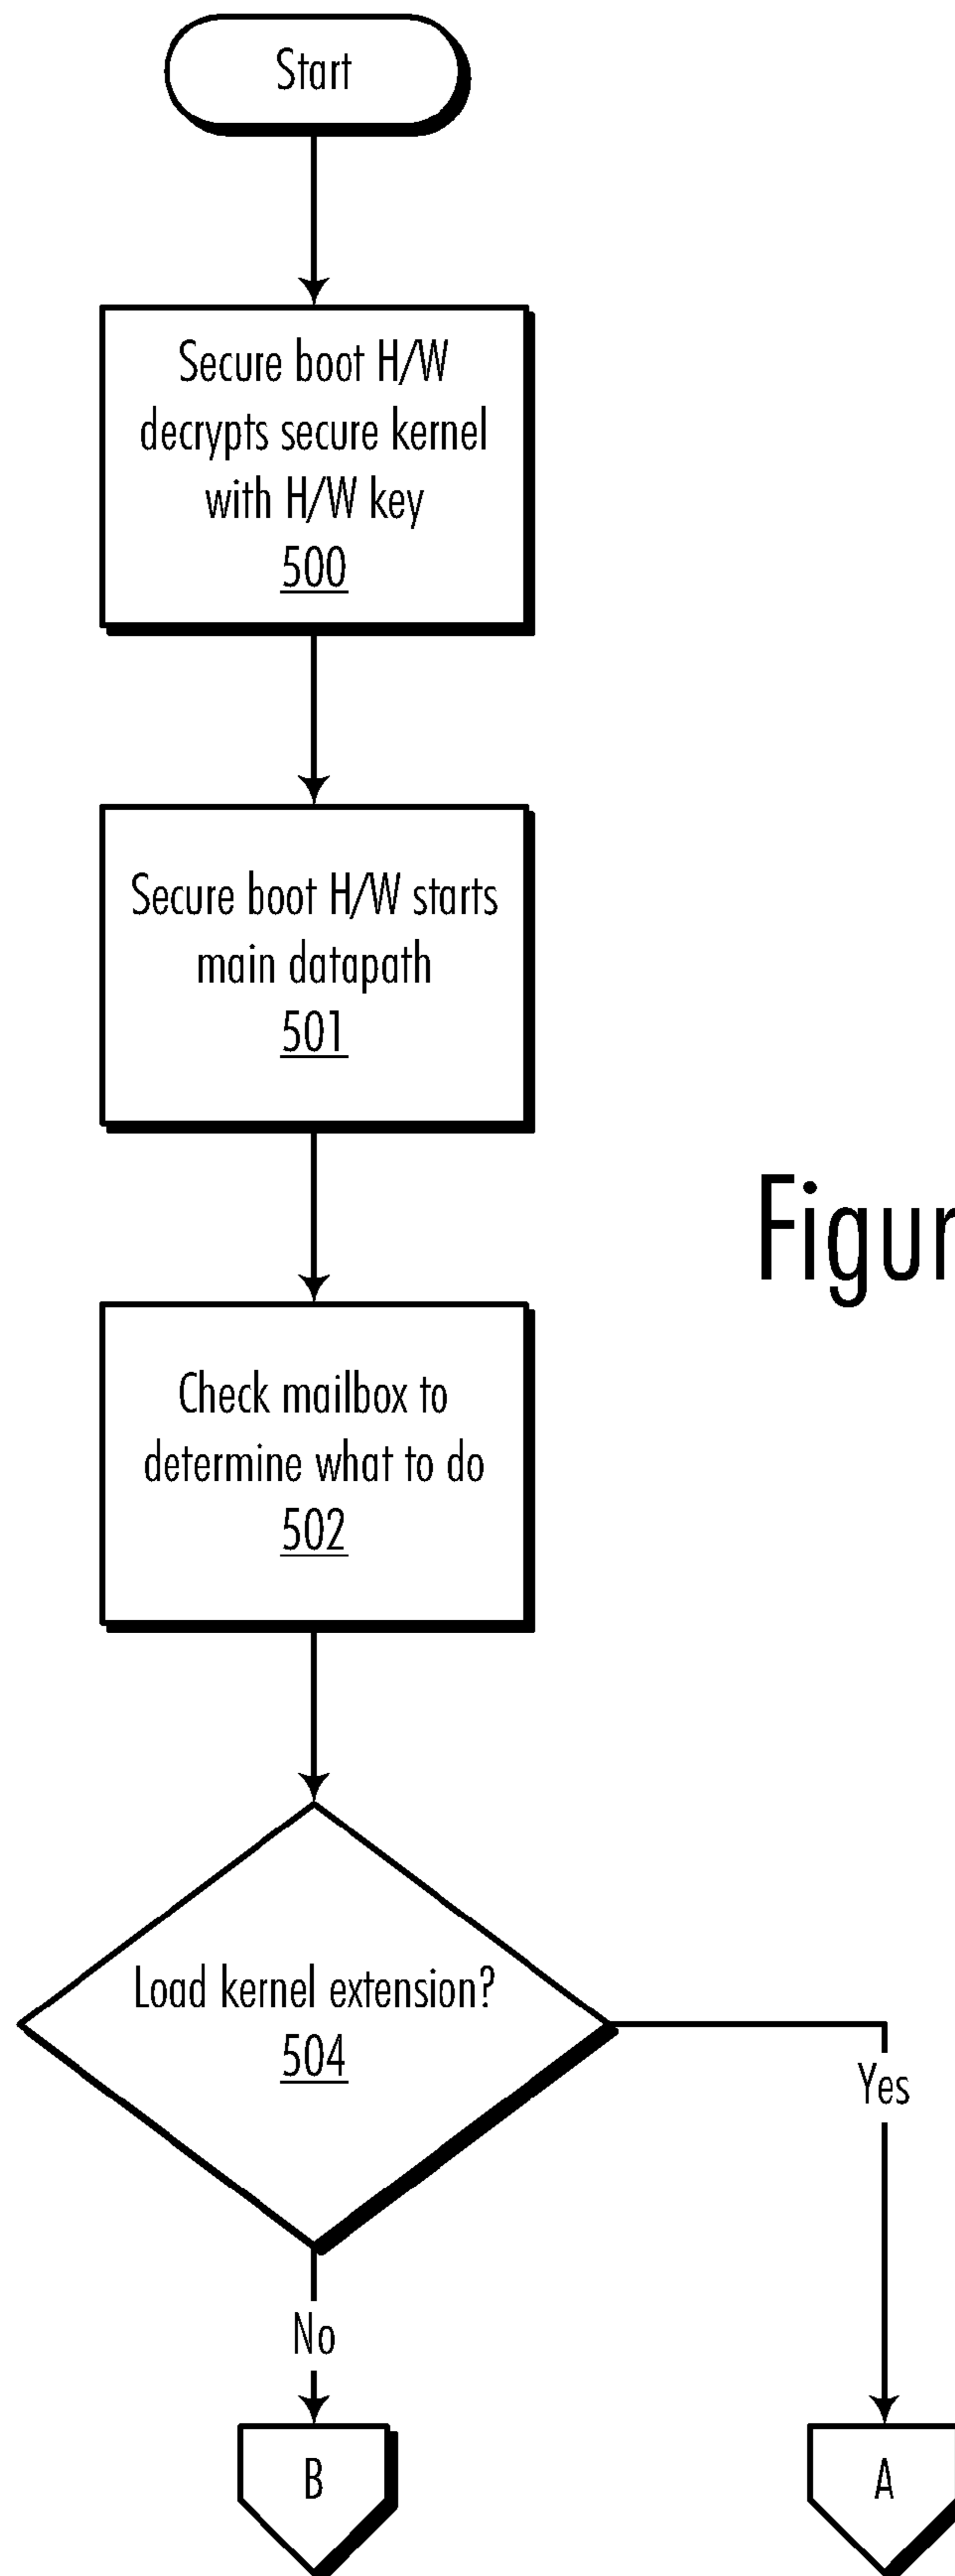 Start
Secure boot H/W
decrypts secure kernel
with H/W key
500
Secure boot H/W starts
main datapath
501
Figur
Check mailbox to
determine what to do
502
Load kernel extension?
504
Yes
No
B
A